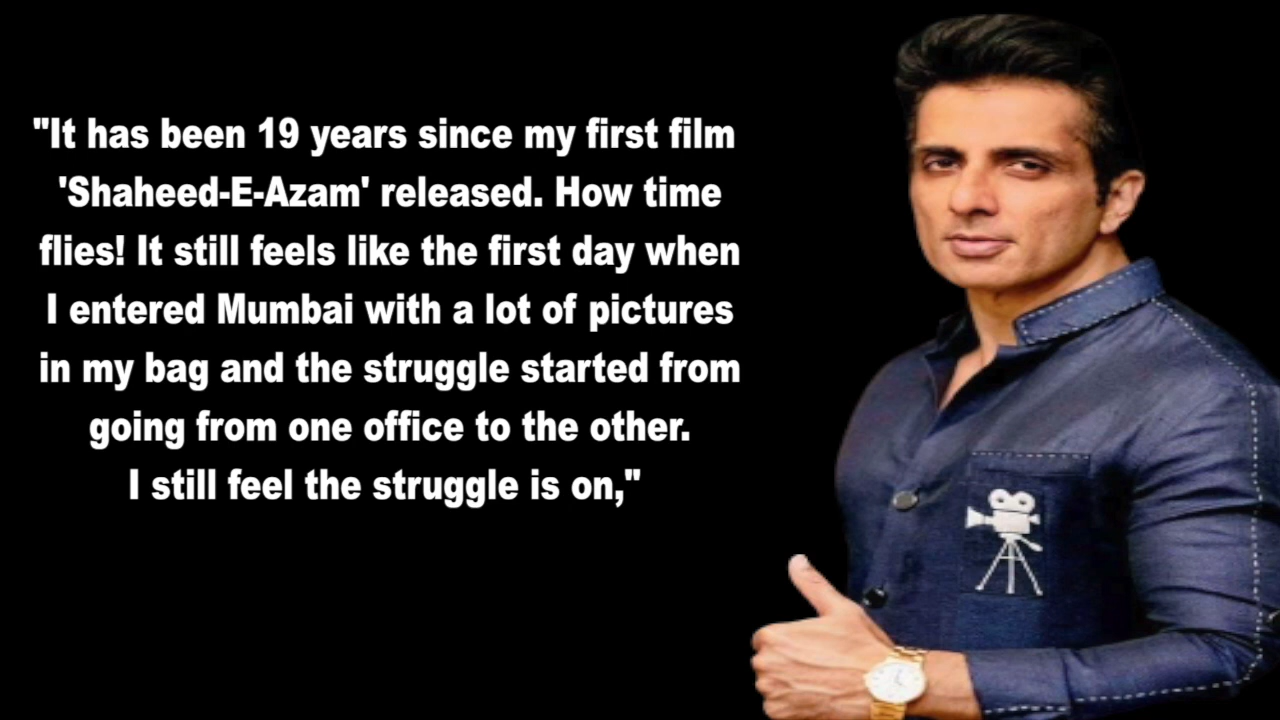 "It has been 19 years since my first film
'Shaheed-E-Azam' released. How time
flies! It still feels like the first day when
I entered Mumbai with a lot of pictures
in my bag and the struggle started from
going from one office to the other.
I still feel the struggle is on,"